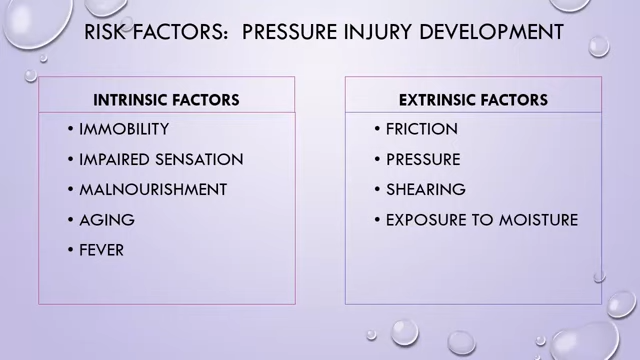 RISK FACTORS: PRESSURE INJURY DEVELOPMENT
INTRINSIC FACTORS
• IMMOBILITY
• IMPAIRED SENSATION
• MALNOURISHMENT
• AGING
• FEVER
EXTRINSIC FACTORS
• FRICTION
• PRESSURE
• SHEARING
• EXPOSURE TO MOISTURE